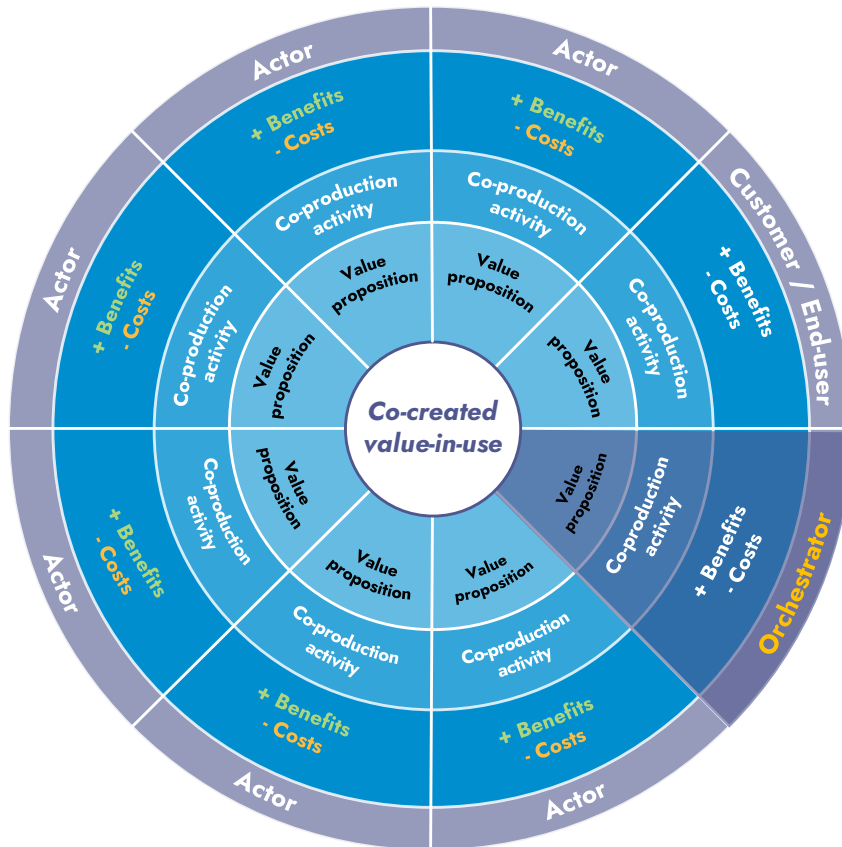 Actor
+ Benefits
- Costs
Co-production
activity
Value
proposition
Actor
+ Benefits
- Costs
Co-production
activity
Value
proposition
Customer / End-user
+ Benefits
- Costs
Co-production
activity
Value
proposition
Orchestrator
+ Benefits
- Costs
Co-production
activity
Value
proposition
Actor
+ Benefits
- Costs
Co-production
activity
Value
proposition
Actor
+ Benefits
- Costs
Co-production
activity
Value
proposition
Actor
+ Benefits
- Costs
Co-production
activity
Value
proposition
Actor
+ Benefits
- Costs
Co-production
activity
Value
proposition
Co-created
value-in-use